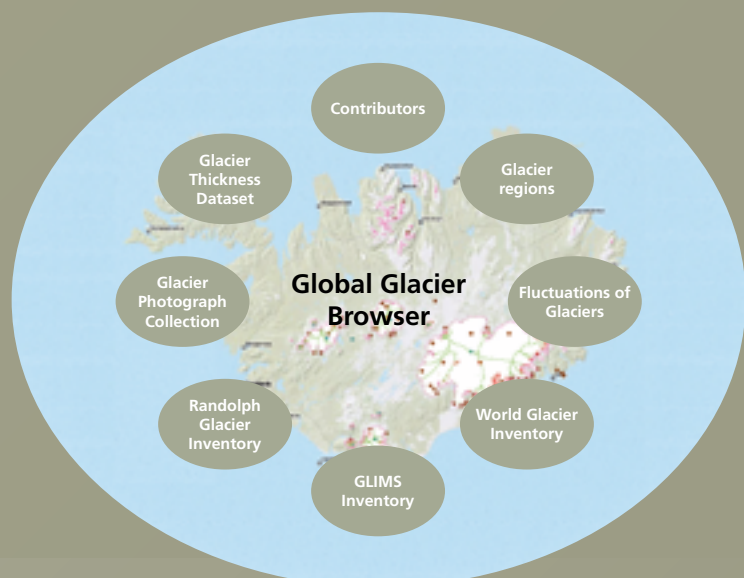 Contributors
Glacier
Thickness
Dataset
Glacier
regions
Glacier
Photograph
Collection
Global Glacier
Browser
Fluctuations of
Glaciers
Randolph
Glacier
Inventory
World Glacier
Inventory
GLIMS
Inventory